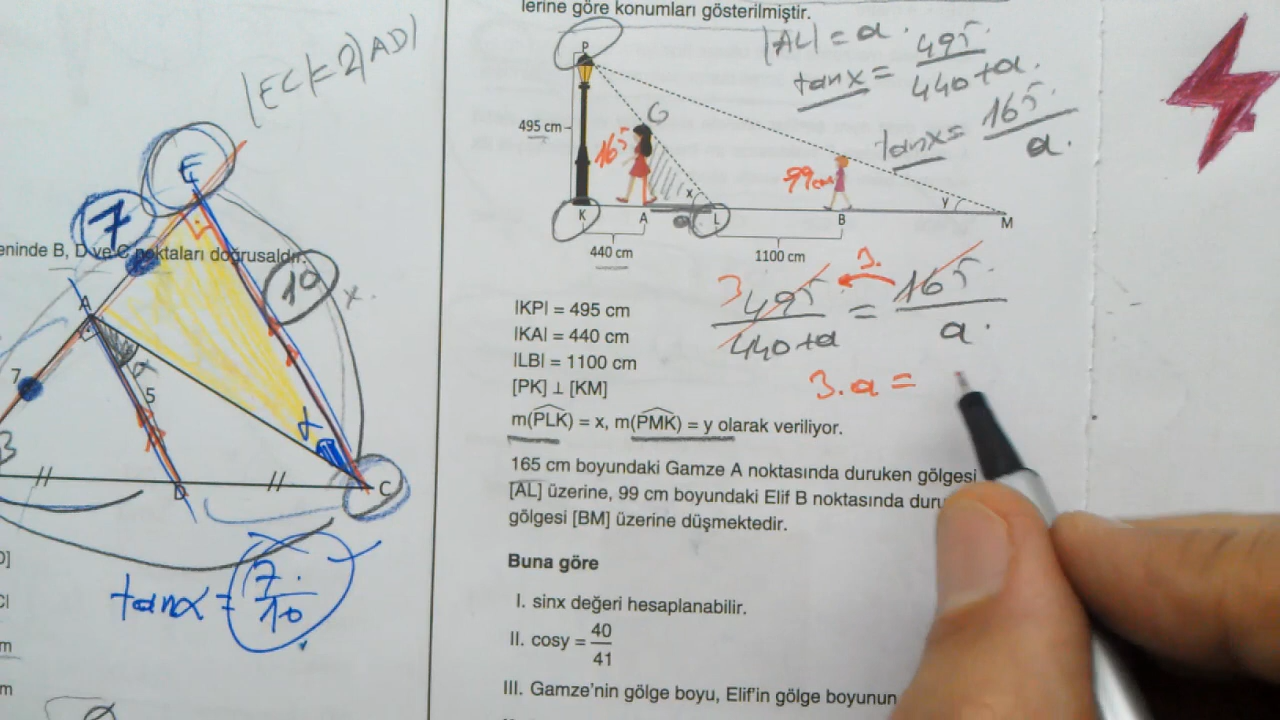 |EC|=2|AD|
E
7
eninde B, D ve C noktaları doğrusaldır.
10
x
A
α
7
5
α
B
D
C
tanα = 7/10
D]
C|
m
m
lerine göre konumları gösterilmiştir.
|AL| = a
tanx = 495/440+a
tanx = 165/a
P
G
495 cm
165
99cm
x
y
K
A
a
L
B
M
440 cm
1100 cm
3 495/440+a = 165/a
3.
3.a =
|KP| = 495 cm
|KA| = 440 cm
|LB| = 1100 cm
[PK] ⊥ [KM]
m(PLK) = x, m(PMK) = y olarak veriliyor.
165 cm boyundaki Gamze A noktasında duruken gölgesi
[AL] üzerine, 99 cm boyundaki Elif B noktasında
gölgesi [BM] üzerine düşmektedir.
Buna göre
I. sinx değeri hesaplanabilir.
II. cosy = 40/41
III. Gamze'nin gölge boyu, Elif'in gölge boyunun